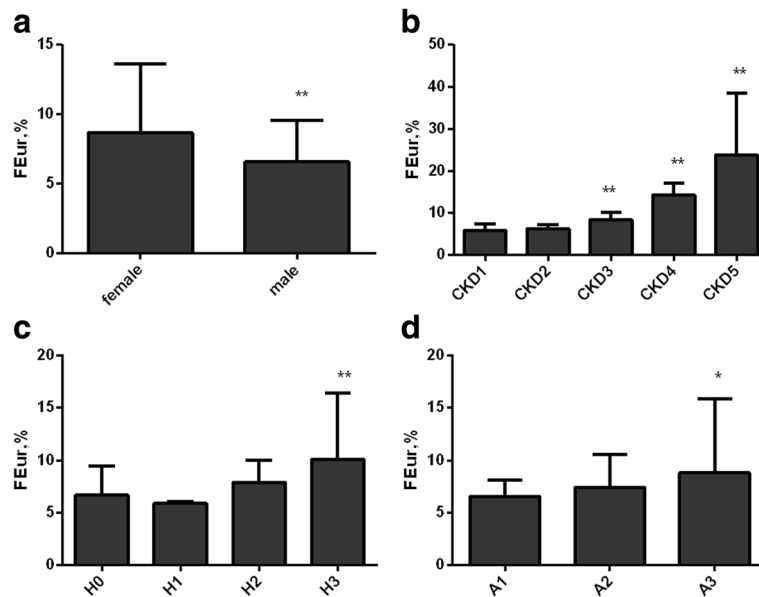 a
15
10
5
0
FEur,%
**
female
male
b
50
40
30
20
10
0
FEur,%
**
**
**
CKD1
CKD2
CKD3
CKD4
CKD5
c
20
15
10
5
0
FEur,%
**
H0
H1
H2
H3
d
20
15
10
5
0
FEur,%
*
A1
A2
A3